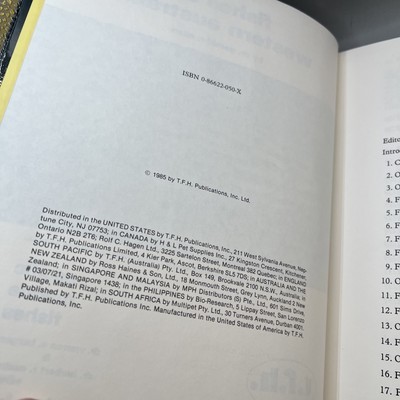 ISBN 0-86622-050-X
© 1985 by T.F.H. Publications, Inc. Ltd.
Distributed in the UNITED STATES by T.F.H. Publications, Inc., 211 West Sylvania Avenue, Nep-
tune City, NJ 07753; in CANADA by H & L Pet Supplies Inc., 27 Kingston Crescent, Kitchener
Ontario N2B 2T6; Rolf C. Hagen Ltd., 3225 Sartelon Street, Montreal 382 Quebec; in ENGLAND
by T.F.H. Publications Limited, 4 Kier Park, Ascot, Berkshire SL5 7DS; in AUSTRALIA AND THE
SOUTH PACIFIC by T.F.H. (Australia) Pty. Ltd., Box 149, Brookvale 2100 N.S.W., Australia; in
NEW ZEALAND by Ross Haines & Son, Ltd., 18 Monmouth Street, Grey Lynn, Auckland 2 New
Zealand; in SINGAPORE AND MALAYSIA by MPH Distributors (S) Pte., Ltd., 601 Sims Drive,
03/07/21, Singapore 1438; in the PHILIPPINES by Bio-Research, 5 Lippay Street, San Lorenzo
Village, Makati Rizal; in SOUTH AFRICA by Multipet Pty. Ltd., 30 Turners Avenue, Durban 4001.
Published by T.F.H. Publications Inc. Manufactured in the United States of America by T.F.H.
Publications, Inc.
1.
2.
3.
4.
5.
6.
7.
8.
9.
10.
11.
12.
13.
14.
15.
16.
17.